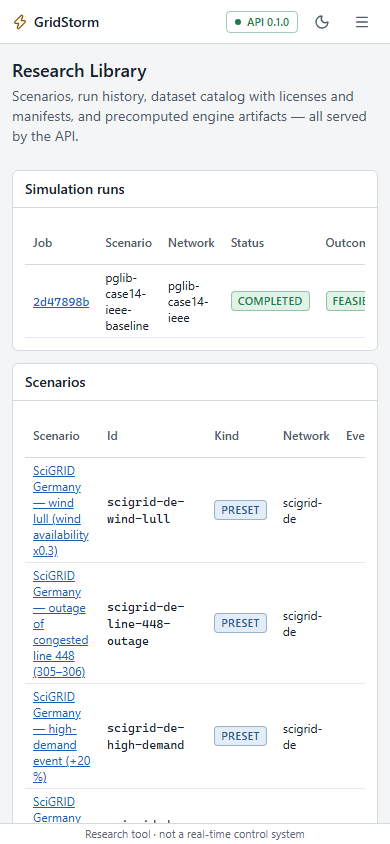 GridStorm
API 0.1.0
Research Library
Scenarios, run history, dataset catalog with licenses and
manifests, and precomputed engine artifacts — all served
by the API.
Simulation runs
Job Scenario Network Status Outcon
2d47898b
pglib-
case14-
ieee-
baseline
pglib-
case14-
ieee
COMPLETED
FEASIE
Scenarios
Scenario Id Kind Network Eve
SciGRID
Germany
— wind
lull (wind
availability
x0.3)
scigrid-de-
wind-lull
PRESET
scigrid-
de
SciGRID
Germany
— outage
of
congested
line 448
(305–306)
scigrid-de-
line-448-
outage
PRESET
scigrid-
de
SciGRID
Germany
— high-
demand
event (+20
%)
scigrid-de-
high-demand
PRESET
scigrid-
de
SciGRID
Germany
Research tool · not a real-time control system